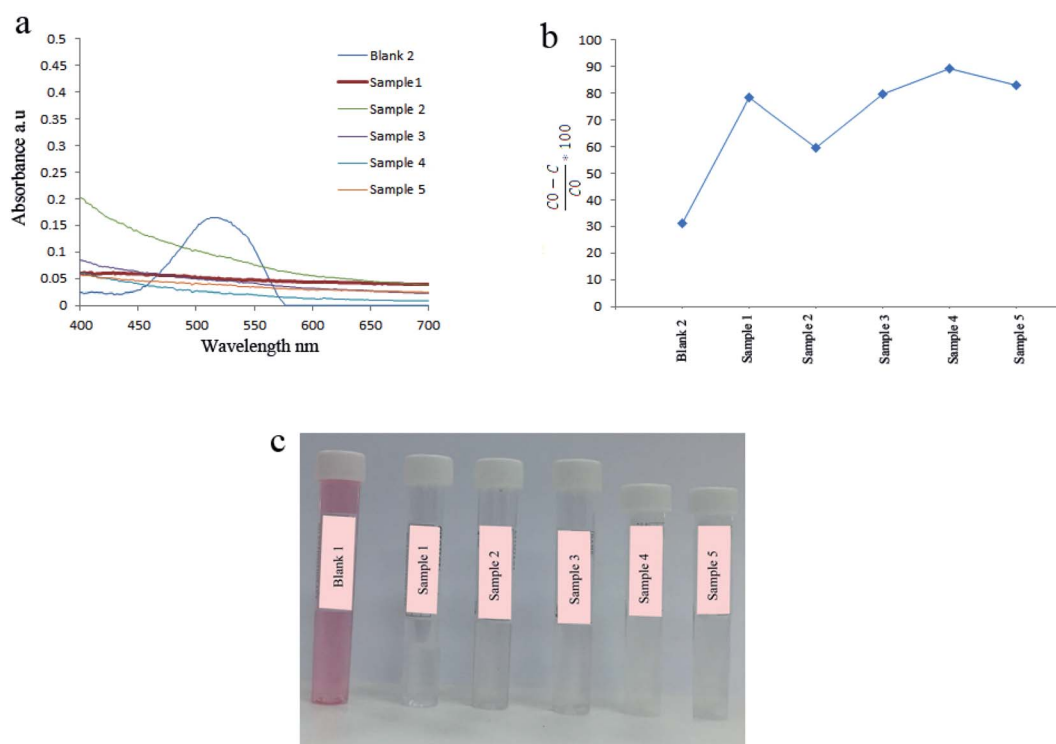 a
0.5
0.45
0.4
0.35
0.3
0.25
0.2
0.15
0.1
0.05
0
400
450
500
550
600
650
700
Absorbance a.u
Wavelength nm
Blank 2
Sample1
Sample 2
Sample 3
Sample 4
Sample 5
b
100
90
80
70
60
50
40
30
20
10
0
C0 − C
C0
* 100
Blank 2
Sample 1
Sample 2
Sample 3
Sample 4
Sample 5
c
Blank 1
Sample 1
Sample 2
Sample 3
Sample 4
Sample 5